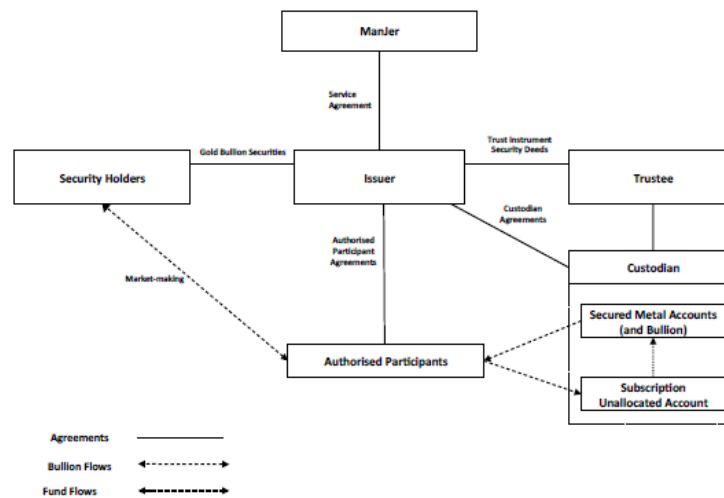 ManJer
Service
Agreement
Gold Bullion Securities
Trust Instrument
Security Deeds
Security Holders
Issuer
Trustee
Custodian
Agreements
Authorised
Participant
Agreements
Market-making
Custodian
Secured Metal Accounts
(and Bullion)
Authorised Participants
Subscription
Unallocated Account
Agreements
Bullion Flows
Fund Flows